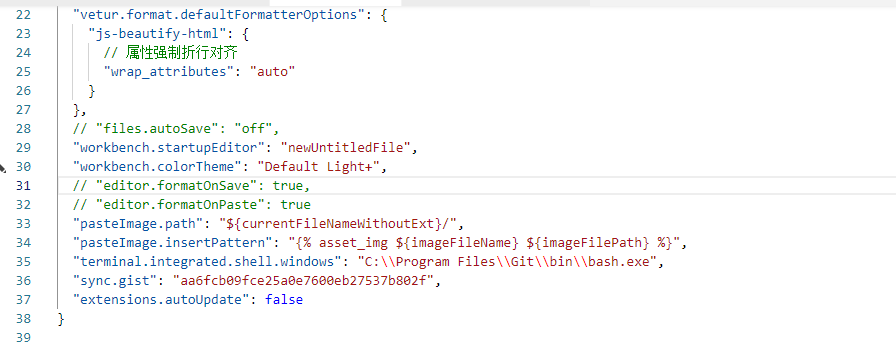 22 "vetur.format.defaultFormatterOptions": {
23 "js-beautify-html": {
24 // 属性强制折行对齐
25 "wrap_attributes": "auto"
26 }
27 },
28 // "files.autoSave": "off",
29 "workbench.startupEditor": "newUntitledFile",
30 "workbench.colorTheme": "Default Light+",
31 // "editor.formatOnSave": true,
32 // "editor.formatOnPaste": true
33 "pasteImage.path": "${currentFileNameWithoutExt}/",
34 "pasteImage.insertPattern": "{% asset_img ${imageFileName} ${imageFilePath} %}",
35 "terminal.integrated.shell.windows": "C:\\Program Files\\Git\\bin\\bash.exe",
36 "sync.gist": "aa6fcb09fce25a0e7600eb27537b802f",
37 "extensions.autoUpdate": false
38 }
39